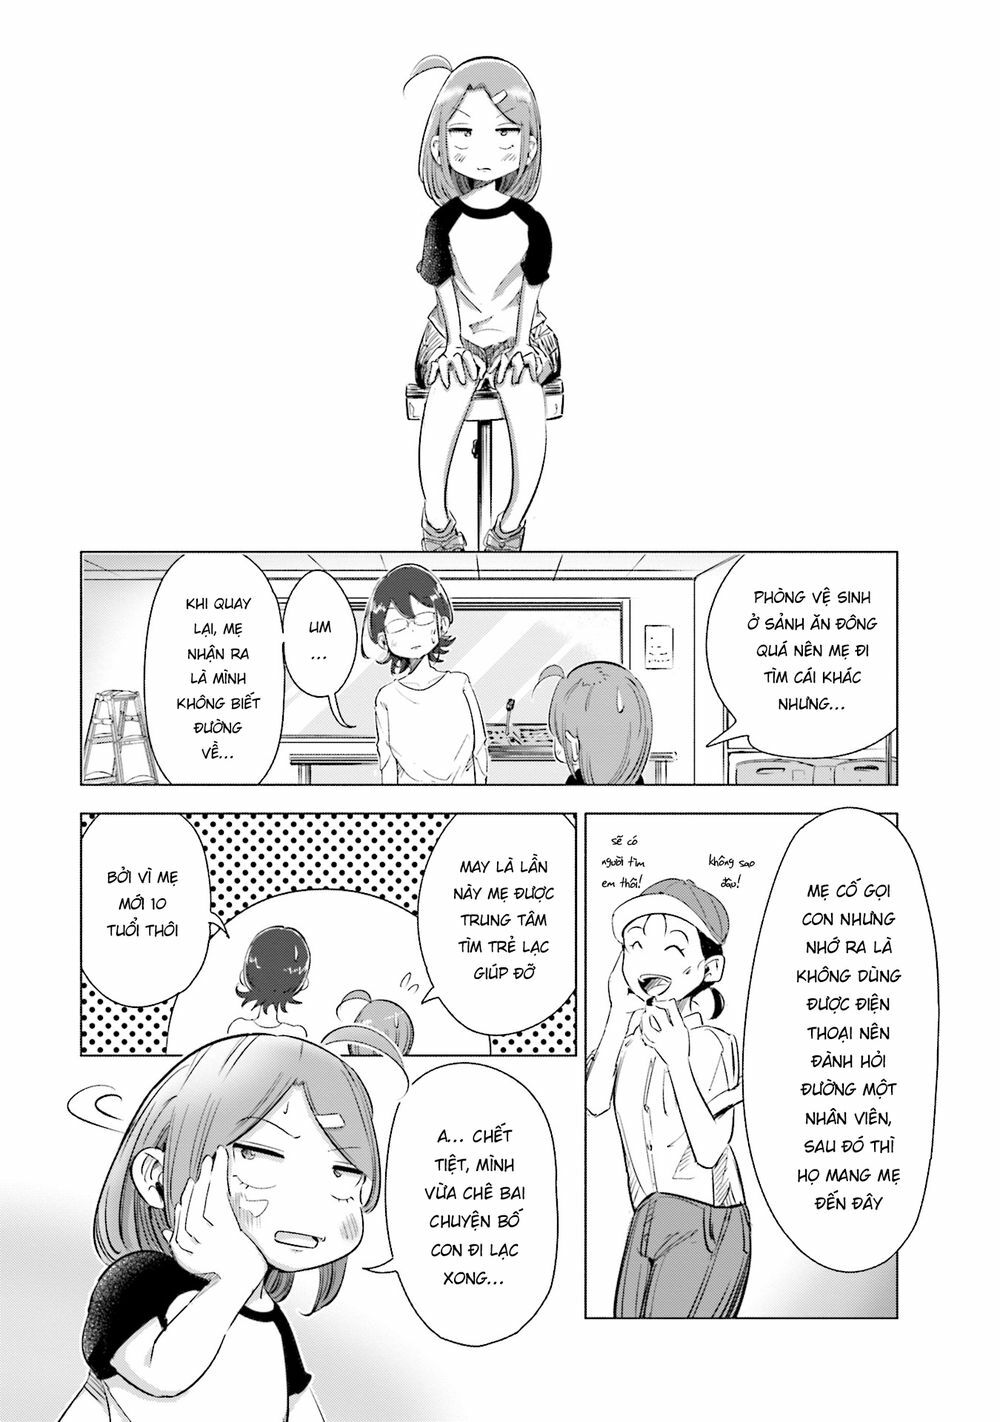 PHÒNG VỆ SINH
Ở SẢNH ĂN ĐÔNG
QUÁ NÊN MẸ ĐI
TÌM CÁI KHÁC
NHƯNG...
UM
...
KHI QUAY
LẠI, MẸ
NHẬN RA
LÀ MÌNH
KHÔNG BIẾT
ĐƯỜNG
VỀ...
MẸ CỐ GỌI
CON NHƯNG
NHỚ RA LÀ
KHÔNG DÙNG
ĐƯỢC ĐIỆN
THOẠI NÊN
ĐÀNH HỎI
ĐƯỜNG MỘT
NHÂN VIÊN,
SAU ĐÓ THÌ
HỌ MANG MẸ
ĐẾN ĐÂY
không sao
đâu!
sẽ có
người tìm
em thôi!
MAY LÀ LẦN
NÀY MẸ ĐƯỢC
TRUNG TÂM
TÌM TRẺ LẠC
GIÚP ĐỠ
BỞI VÌ MẸ
MỚI 10
TUỔI THÔI
A... CHẾT
TIỆT, MÌNH
VỪA CHÊ BAI
CHUYỆN BỐ
CON ĐI LẠC
XONG...